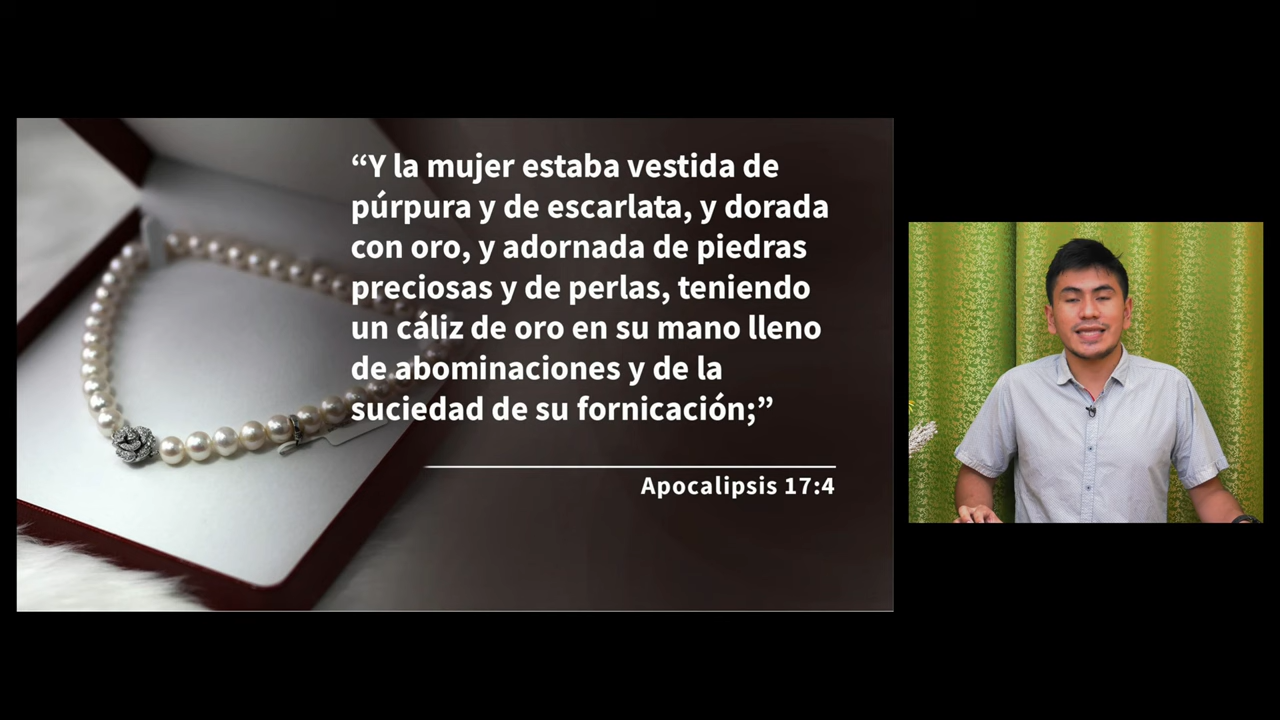 “Y la mujer estaba vestida de
púrpura y de escarlata, y dorada
con oro, y adornada de piedras
preciosas y de perlas, teniendo
un cáliz de oro en su mano lleno
de abominaciones y de la
suciedad de su fornicación;”
Apocalipsis 17:4